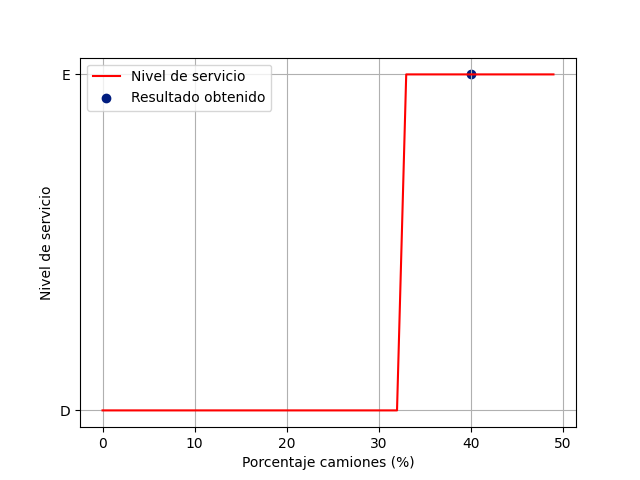 E
Nivel de servicio
Resultado obtenido
Nivel de servicio
D
0 10 20 30 40 50
Porcentaje camiones (%)